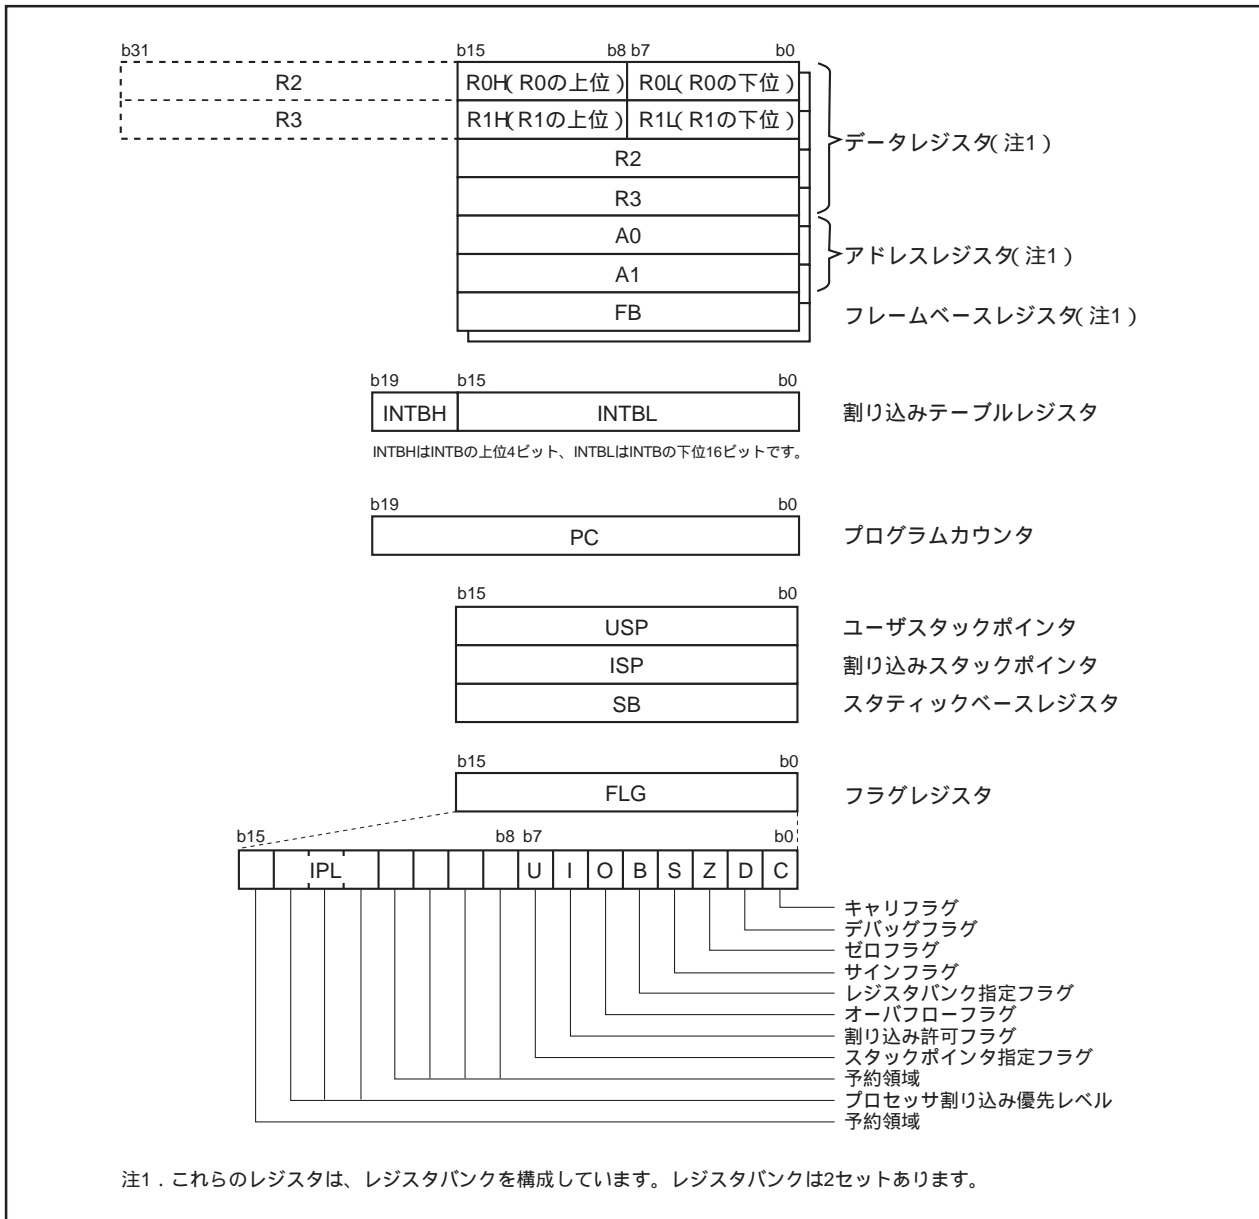 b31 b15 b8 b7 b0
R2 R0H(R0の上位) R0L(R0の下位)
R3 R1H(R1の上位) R1L(R1の下位)
データレジスタ(注1)
R2
R3
A0
アドレスレジスタ(注1)
A1
FB フレームベースレジスタ(注1)
b19 b15 b0
INTBH INTBL 割り込みテーブルレジスタ
INTBHはINTBの上位4ビット、INTBLはINTBの下位16ビットです。
b19 b0
PC プログラムカウンタ
b15 b0
USP ユーザスタックポインタ
ISP 割り込みスタックポインタ
SB スタティックベースレジスタ
b15 b0
FLG フラグレジスタ
b15 b8 b7 b0
IPL U I O B S Z D C
キャリフラグ
デバッグフラグ
ゼロフラグ
サインフラグ
レジスタバンク指定フラグ
オーバフローフラグ
割り込み許可フラグ
スタックポインタ指定フラグ
予約領域
プロセッサ割り込み優先レベル
予約領域
注1．これらのレジスタは、レジスタバンクを構成しています。レジスタバンクは2セットあります。